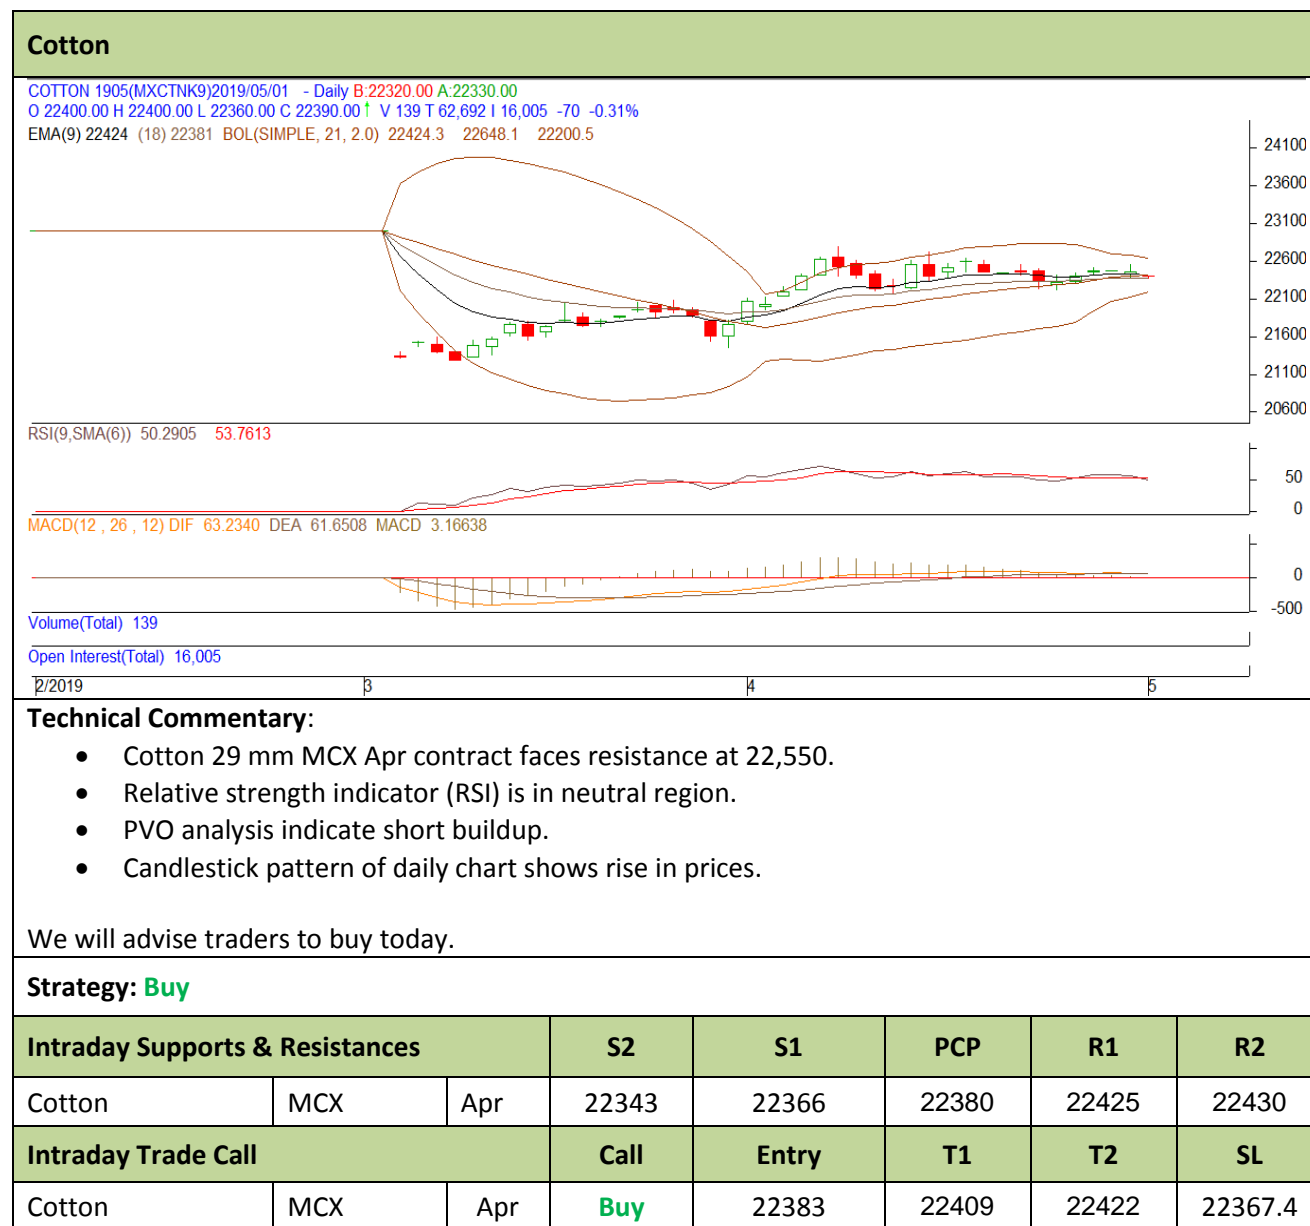 Cotton
COTTON 1905(MXCTNK9)2019/05/01 - Daily B:22320.00 A:22330.00
O 22400.00 H 22400.00 L 22360.00 C 22390.00↑ V 139 T 62,692 I 16,005 -70 -0.31%
EMA(9) 22424 (18) 22381 BOL(SIMPLE, 21, 2.0) 22424.3 22648.1 22200.5
24100
23600
23100
22600
22100
21600
21100
20600
RSI(9,SMA(6)) 50.2905 53.7613
50
0
MACD(12 , 26 , 12) DIF 63.2340 DEA 61.6508 MACD 3.16638
0
-500
Volume(Total) 139
Open Interest(Total) 16,005
2/2019 3 4 5
Technical Commentary:
• Cotton 29 mm MCX Apr contract faces resistance at 22,550.
• Relative strength indicator (RSI) is in neutral region.
• PVO analysis indicate short buildup.
• Candlestick pattern of daily chart shows rise in prices.
We will advise traders to buy today.
Strategy: Buy
Intraday Supports & Resistances S2 S1 PCP R1 R2
Cotton MCX Apr 22343 22366 22380 22425 22430
Intraday Trade Call Call Entry T1 T2 SL
Cotton MCX Apr Buy 22383 22409 22422 22367.4